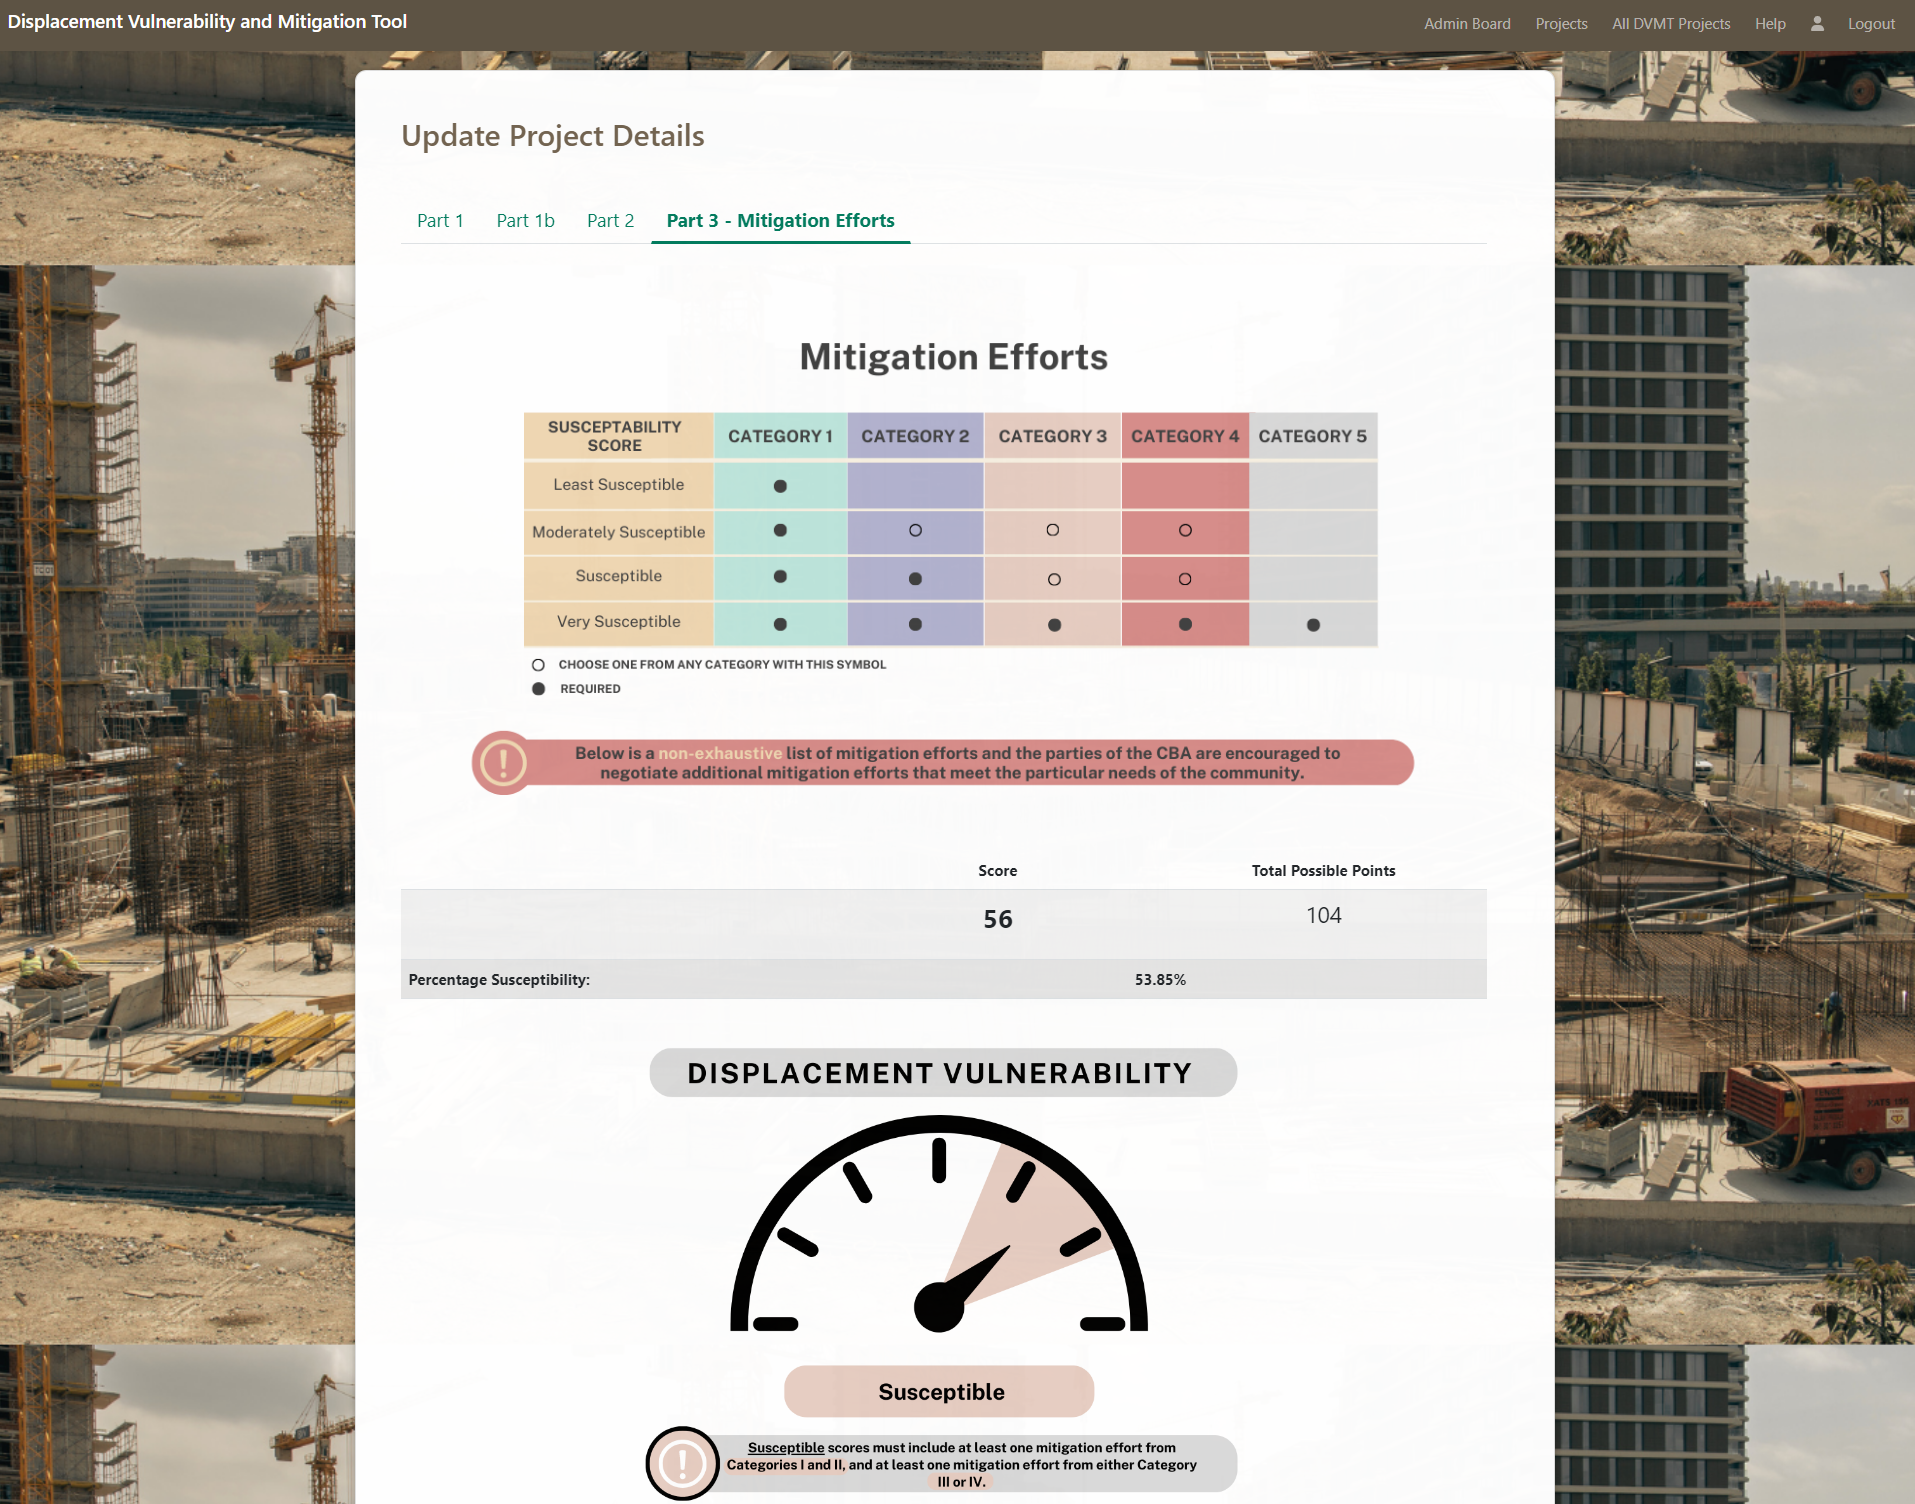 Displacement Vulnerability and Mitigation Tool
Admin Board
Projects
All DVMT Projects
Help
Logout
Update Project Details
Part 1
Part 1b
Part 2
Part 3 - Mitigation Efforts
Mitigation Efforts
SUSCEPTABILITY
SCORE
CATEGORY 1
CATEGORY 2
CATEGORY 3
CATEGORY 4
CATEGORY 5
Least Susceptible
Moderately Susceptible
Susceptible
Very Susceptible
CHOOSE ONE FROM ANY CATEGORY WITH THIS SYMBOL
REQUIRED
Below is a non-exhaustive list of mitigation efforts and the parties of the CBA are encouraged to
negotiate additional mitigation efforts that meet the particular needs of the community.
Score
Total Possible Points
56
104
Percentage Susceptibility:
53.85%
DISPLACEMENT VULNERABILITY
Susceptible
Susceptible scores must include at least one mitigation effort from
Categories I and II, and at least one mitigation effort from either Category
III or IV.